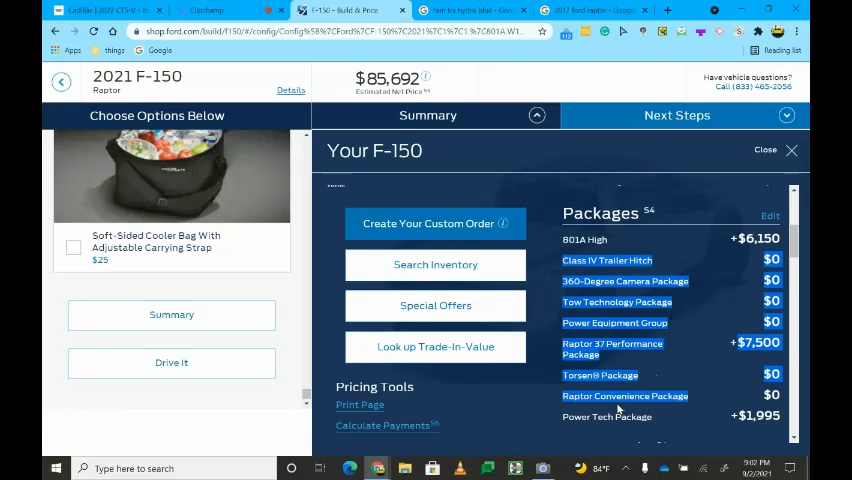 Cadillac | 2022 CT5-V -
Clipchamp
F-150 - Build & Price
ram trx hydro blue - Google
2017 ford raptor - Google
shop.ford.com/build/f150/#/config/Config%5B%7CFord%7CF-150%7C2021%7C1%7C1.%7C801A.W1...
112
Apps
things
Google
Reading list
2021 F-150
Raptor
Details
$85,692
Estimated Net Price
Have vehicle questions?
Call (833) 465-2056
Choose Options Below
Summary
Next Steps
Your F-150
Close
Packages S4
Edit
Create Your Custom Order
801A High +$6,150
Search Inventory
Class IV Trailer Hitch $0
360-Degree Camera Package $0
Special Offers
Tow Technology Package $0
Power Equipment Group $0
Look up Trade-In-Value
Raptor 37 Performance +$7,500
Package
Torsen® Package $0
Pricing Tools
Raptor Convenience Package $0
Print Page
Power Tech Package +$1,995
Calculate Payments S6
Soft-Sided Cooler Bag With
Adjustable Carrying Strap
$25
Summary
Drive It
Type here to search
84°F
9:02 PM
9/2/2021